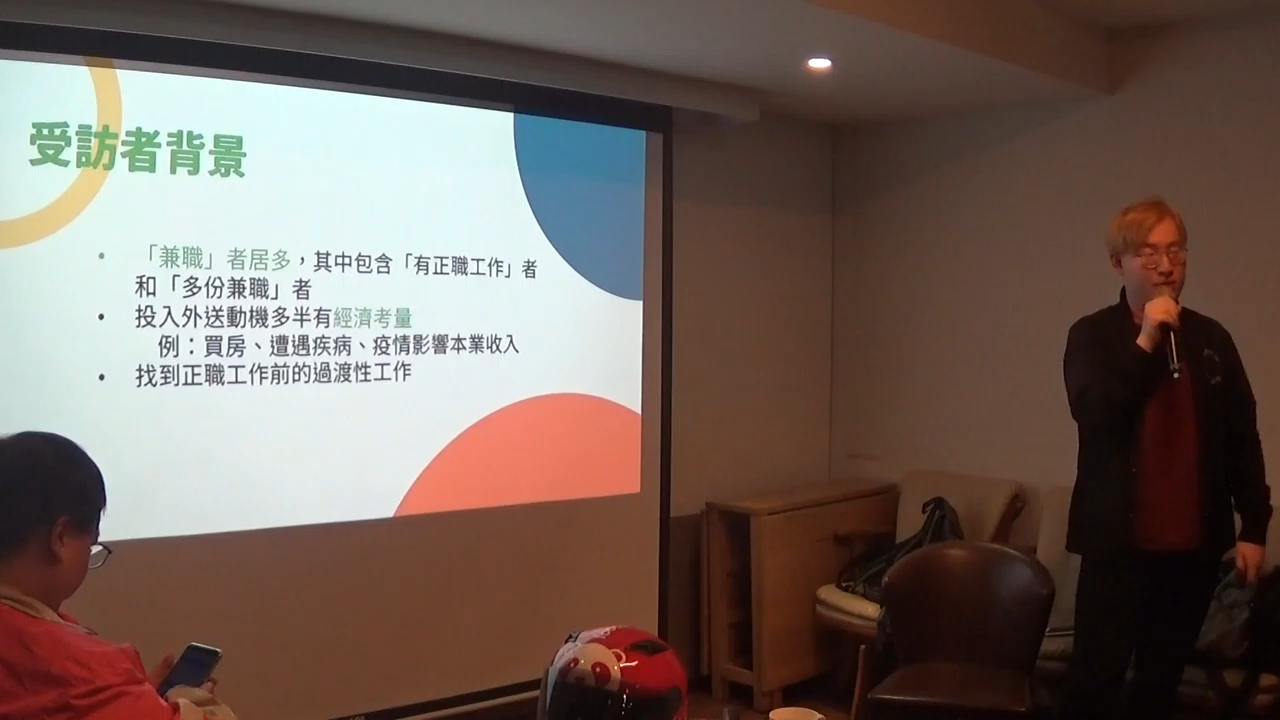 受訪者背景
• 「兼職」者居多，其中包含「有正職工作」者
和「多份兼職」者
• 投入外送動機多半有經濟考量
例：買房、遭遇疾病、疫情影響本業收入
• 找到正職工作前的過渡性工作